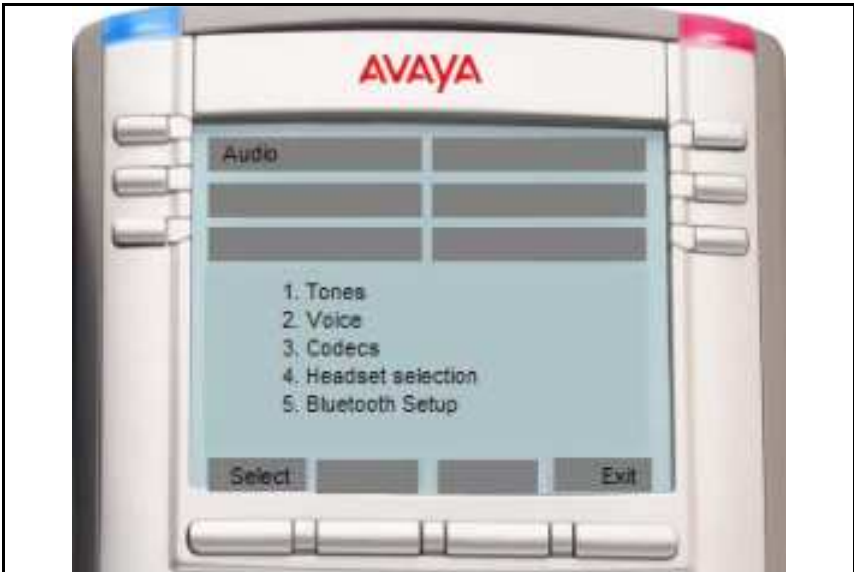 AVAYA
Audio
1. Tones
2. Voice
3. Codecs
4. Headset selection
5. Bluetooth Setup
Select Exit